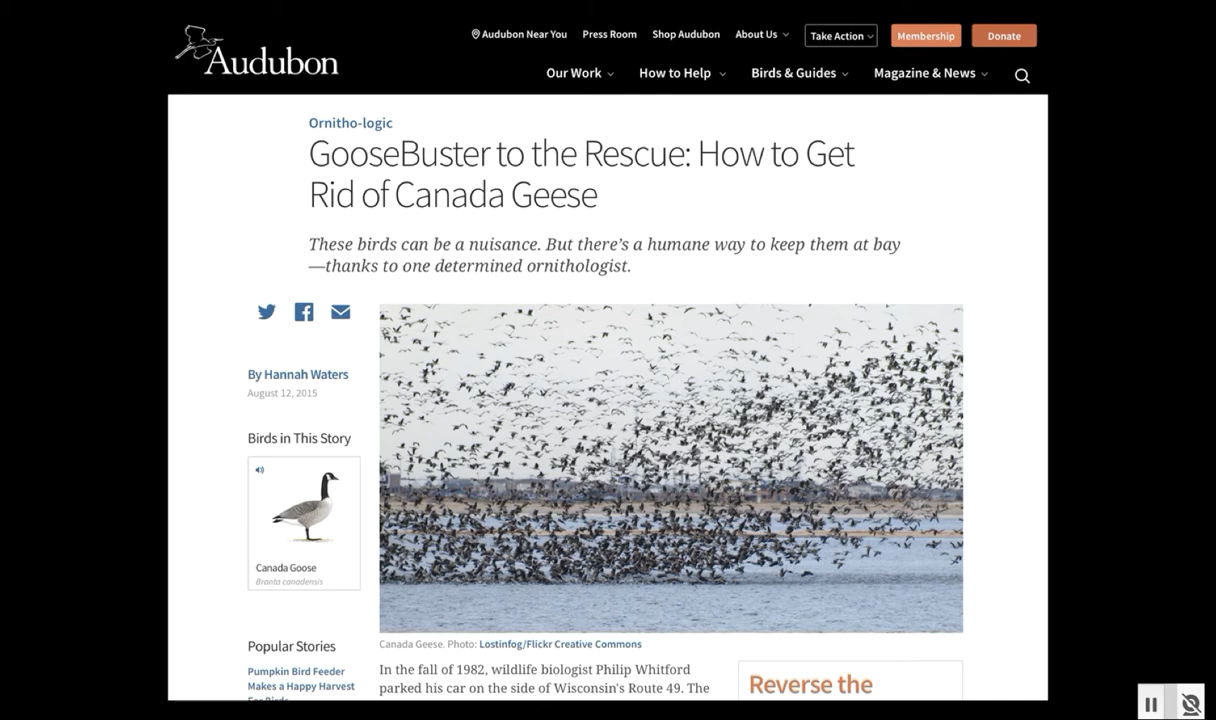 Audubon
Audubon Near You Press Room Shop Audubon About Us Take Action Membership Donate
Our Work How to Help Birds & Guides Magazine & News
Ornitho-logic
GooseBuster to the Rescue: How to Get
Rid of Canada Geese
These birds can be a nuisance. But there's a humane way to keep them at bay
—thanks to one determined ornithologist.
By Hannah Waters
August 12, 2015
Birds in This Story
Canada Goose
Branta canadensis
Popular Stories
Pumpkin Bird Feeder
Makes a Happy Harvest
For Birds
Canada Geese. Photo: Lostinfog/Flickr Creative Commons
In the fall of 1982, wildlife biologist Philip Whitford
parked his car on the side of Wisconsin's Route 49. The
Reverse the